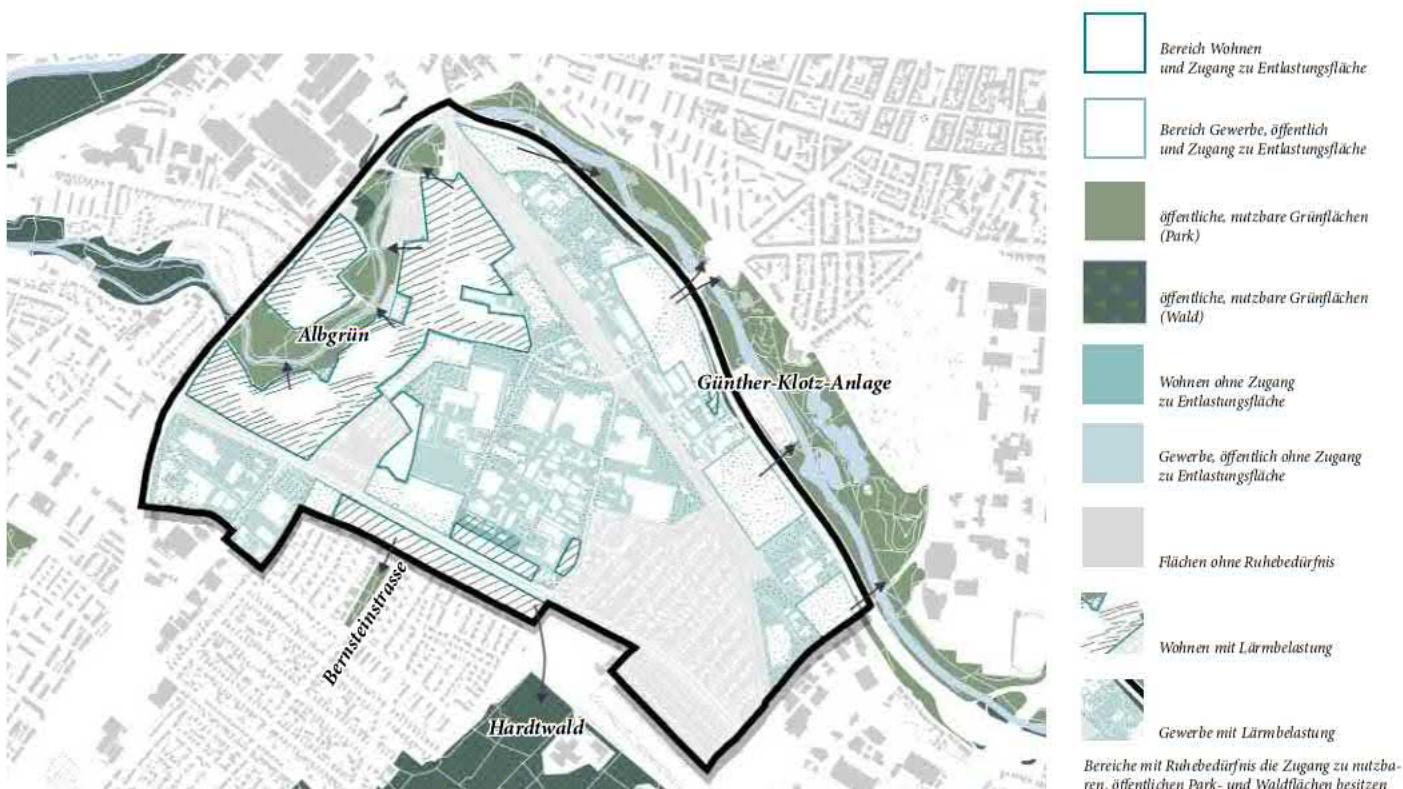 Bereich Wohnen
und Zugang zu Entlastungsfläche
Bereich Gewerbe, öffentlich
und Zugang zu Entlastungsfläche
öffentliche, nutzbare Grünflächen
(Park)
öffentliche, nutzbare Grünflächen
(Wald)
Wohnen ohne Zugang
zu Entlastungsfläche
Gewerbe, öffentlich ohne Zugang
zu Entlastungsfläche
Flächen ohne Ruhebedürfnis
Wohnen mit Lärmbelastung
Gewerbe mit Lärmbelastung
Bereiche mit Ruhebedürfnis die Zugang zu nutzba-
ren, öffentlichen Park- und Waldflächen besitzen
Albgrün
Günther-Klotz-Anlage
Bernsteinstrasse
Hardtwald